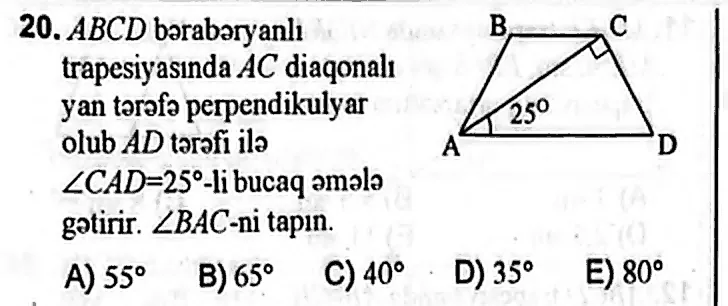 20. ABCD bərabəryanlı
trapesiyasında AC diaqonalı
yan tərəfə perpendikulyar
olub AD tərəfi ilə
∠CAD=25°-li bucaq əmələ
gətirir. ∠BAC-ni tapın.
B C
25°
A D
A) 55° B) 65° C) 40° D) 35° E) 80°